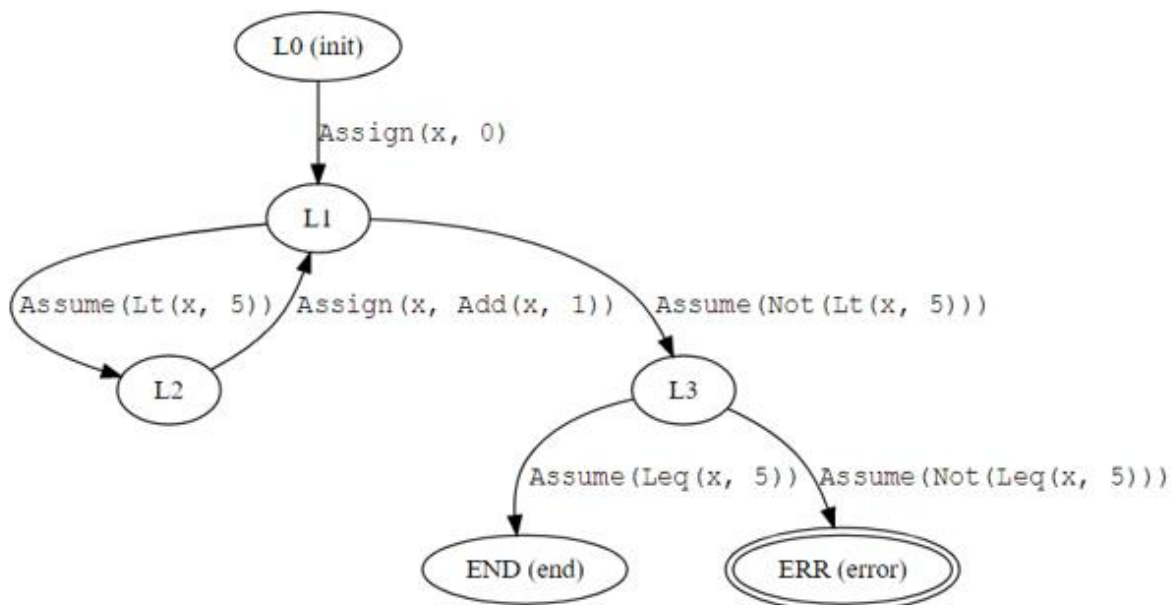 L0 (init)
Assign(x, 0)
L1
Assume(Lt(x, 5))
Assign(x, Add(x, 1))
Assume(Not(Lt(x, 5)))
L2
L3
Assume(Leq(x, 5))
Assume(Not(Leq(x, 5)))
END (end)
ERR (error)